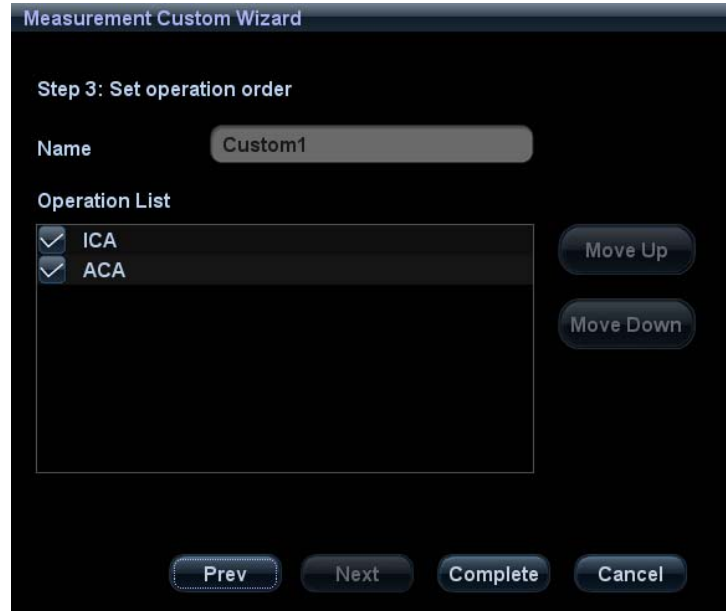 Measurement Custom Wizard
Step 3: Set operation order
Name Custom1
Operation List
ICA
ACA
Move Up
Move Down
Prev Next Complete Cancel